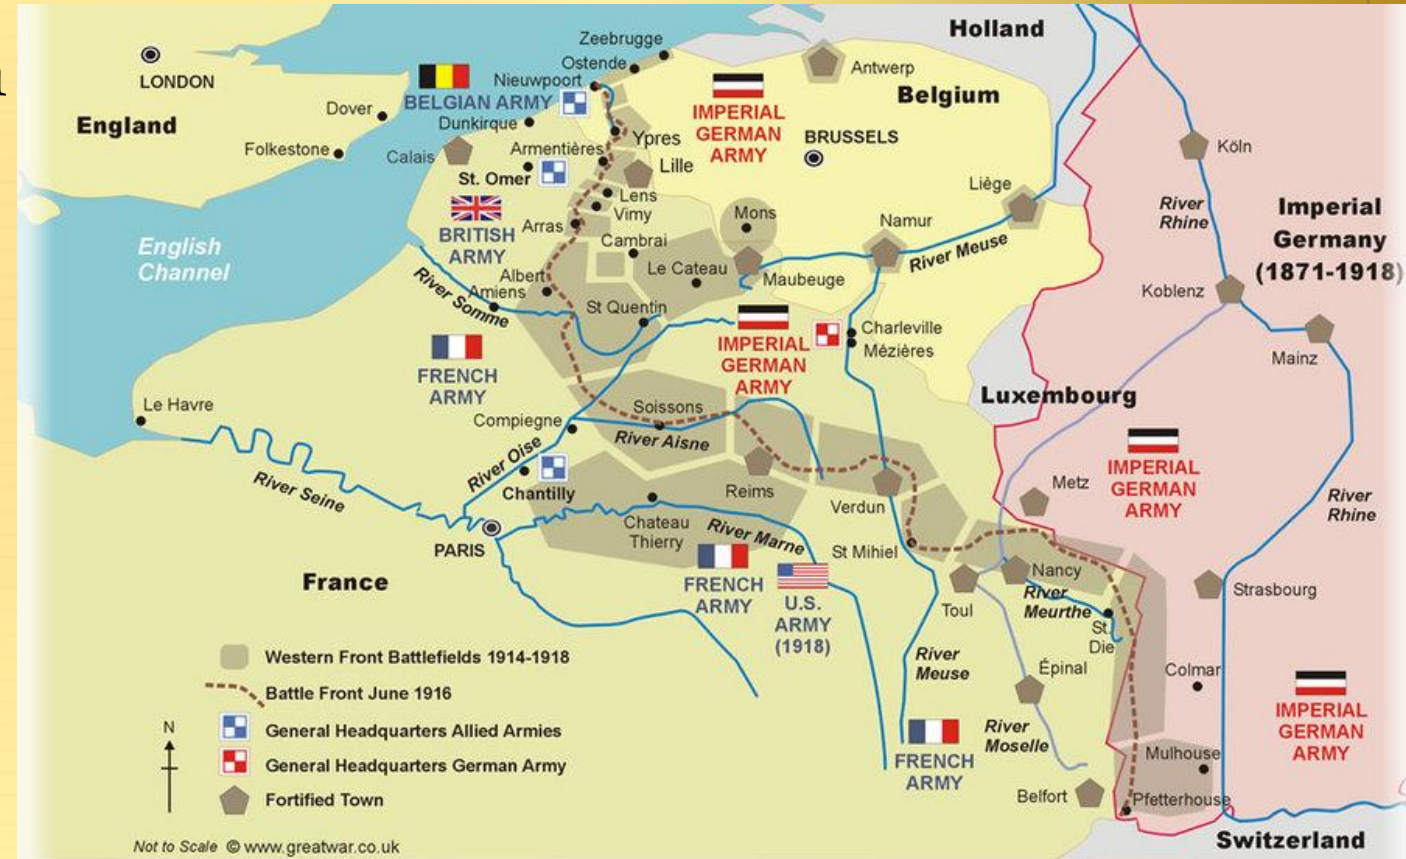 Holland
Zeebrugge
Ostende
LONDON
Nieuwpoort
Antwerp
BELGIAN ARMY
Belgium
England
Dover
Dunkirque
IMPERIAL
GERMAN
ARMY
BRUSSELS
Ypres
Folkestone
Calais
Armentières
Lille
Köln
St. Omer
Liège
Lens
Vimy
Mons
Namur
River
Rhine
Imperial
Germany
(1871-1918)
BRITISH
ARMY
Arras
Cambrai
River Meuse
English
Channel
Albert
Le Cateau
Maubeuge
Koblenz
River Somme
Amiens
St Quentin
IMPERIAL
GERMAN
ARMY
Charleville
Mézières
Mainz
FRENCH
ARMY
Luxembourg
Le Havre
Compiegne
Soissons
River Aisne
IMPERIAL
GERMAN
ARMY
River Oise
Metz
River Seine
Chantilly
Reims
Verdun
River
Rhine
PARIS
Chateau
Thierry
River Marne
St Mihiel
France
FRENCH
ARMY
U.S.
ARMY
(1918)
Toul
Nancy
River
Meurthe
Strasbourg
St.
Die
Western Front Battlefields 1914-1918
River
Meuse
Épinal
Colmar
Battle Front June 1916
N
General Headquarters Allied Armies
River
Moselle
IMPERIAL
GERMAN
ARMY
General Headquarters German Army
FRENCH
ARMY
Mulhouse
Fortified Town
Belfort
Pfetterhouse
Not to Scale © www.greatwar.co.uk
Switzerland